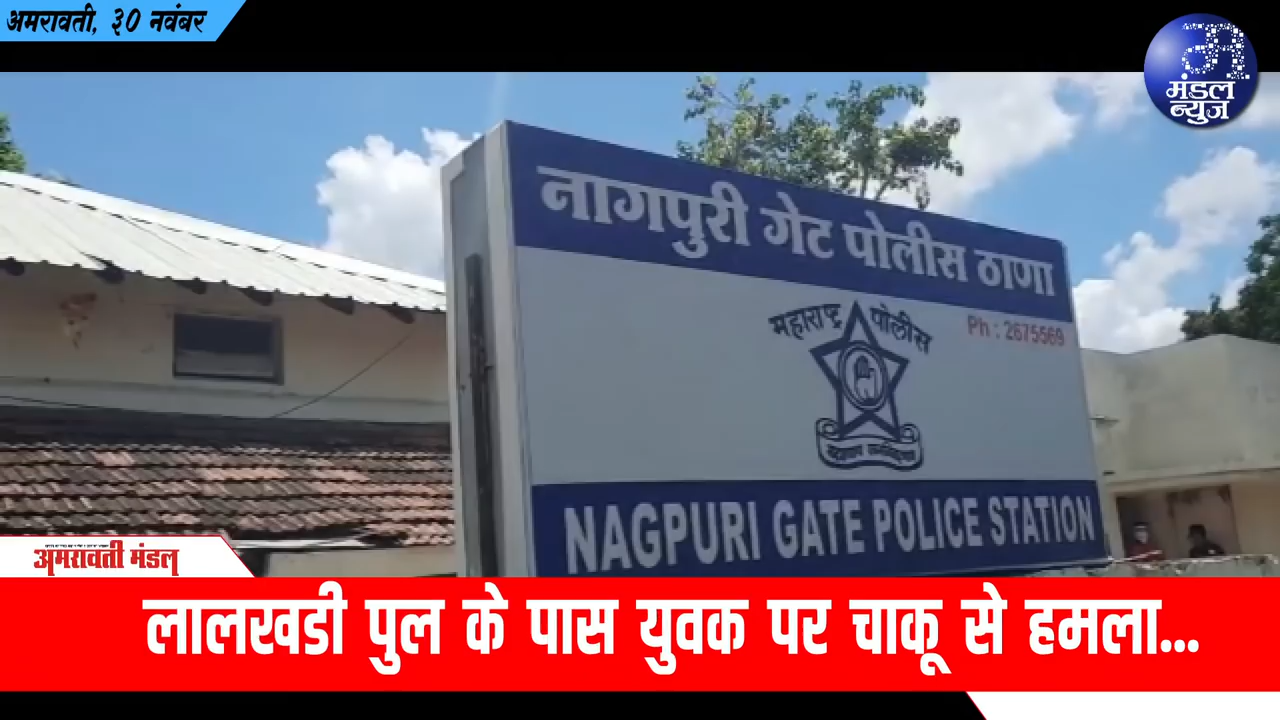 अमरावती, ३० नवंबर
मंडल
न्युज
नागपुरी गेट पोलीस ठाणा
महाराष्ट्र पोलीस
Ph : 2675569
NAGPURI GATE POLICE STATION
अमरावती मंडल
लालखडी पुल के पास युवक पर चाकू से हमला...